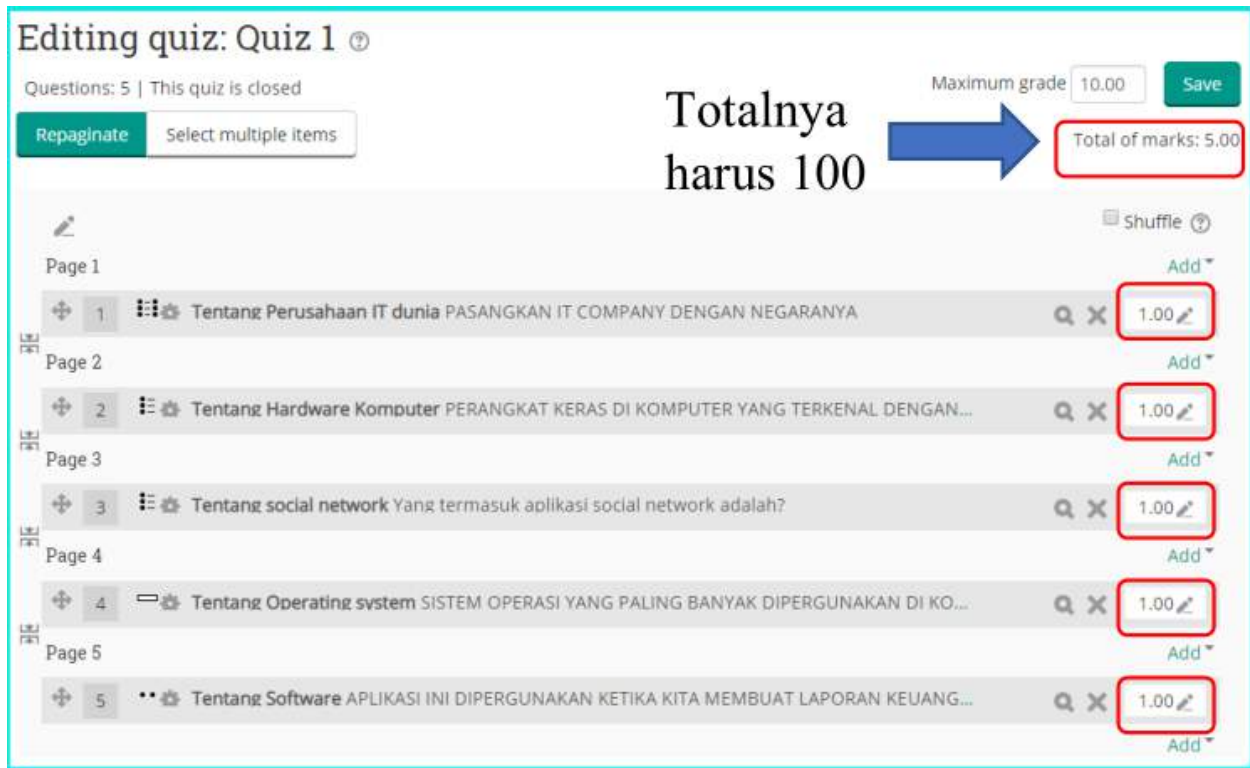 Editing quiz: Quiz 1
Questions: 5 | This quiz is closed
Maximum grade 10.00 Save
Repaginate Select multiple items
Totalnya
harus 100
Total of marks: 5.00
Shuffle
Page 1 Add
1 Tentang Perusahaan IT dunia PASANGKAN IT COMPANY DENGAN NEGARANYA 1.00
Page 2 Add
2 Tentang Hardware Komputer PERANGKAT KERAS DI KOMPUTER YANG TERKENAL DENGAN... 1.00
Page 3 Add
3 Tentang social network Yang termasuk aplikasi social network adalah? 1.00
Page 4 Add
4 Tentang Operating system SISTEM OPERASI YANG PALING BANYAK DIPERGUNAKAN DI KO... 1.00
Page 5 Add
5 Tentang Software APLIKASI INI DIPERGUNAKAN KETIKA KITA MEMBUAT LAPORAN KEUANG... 1.00
Add